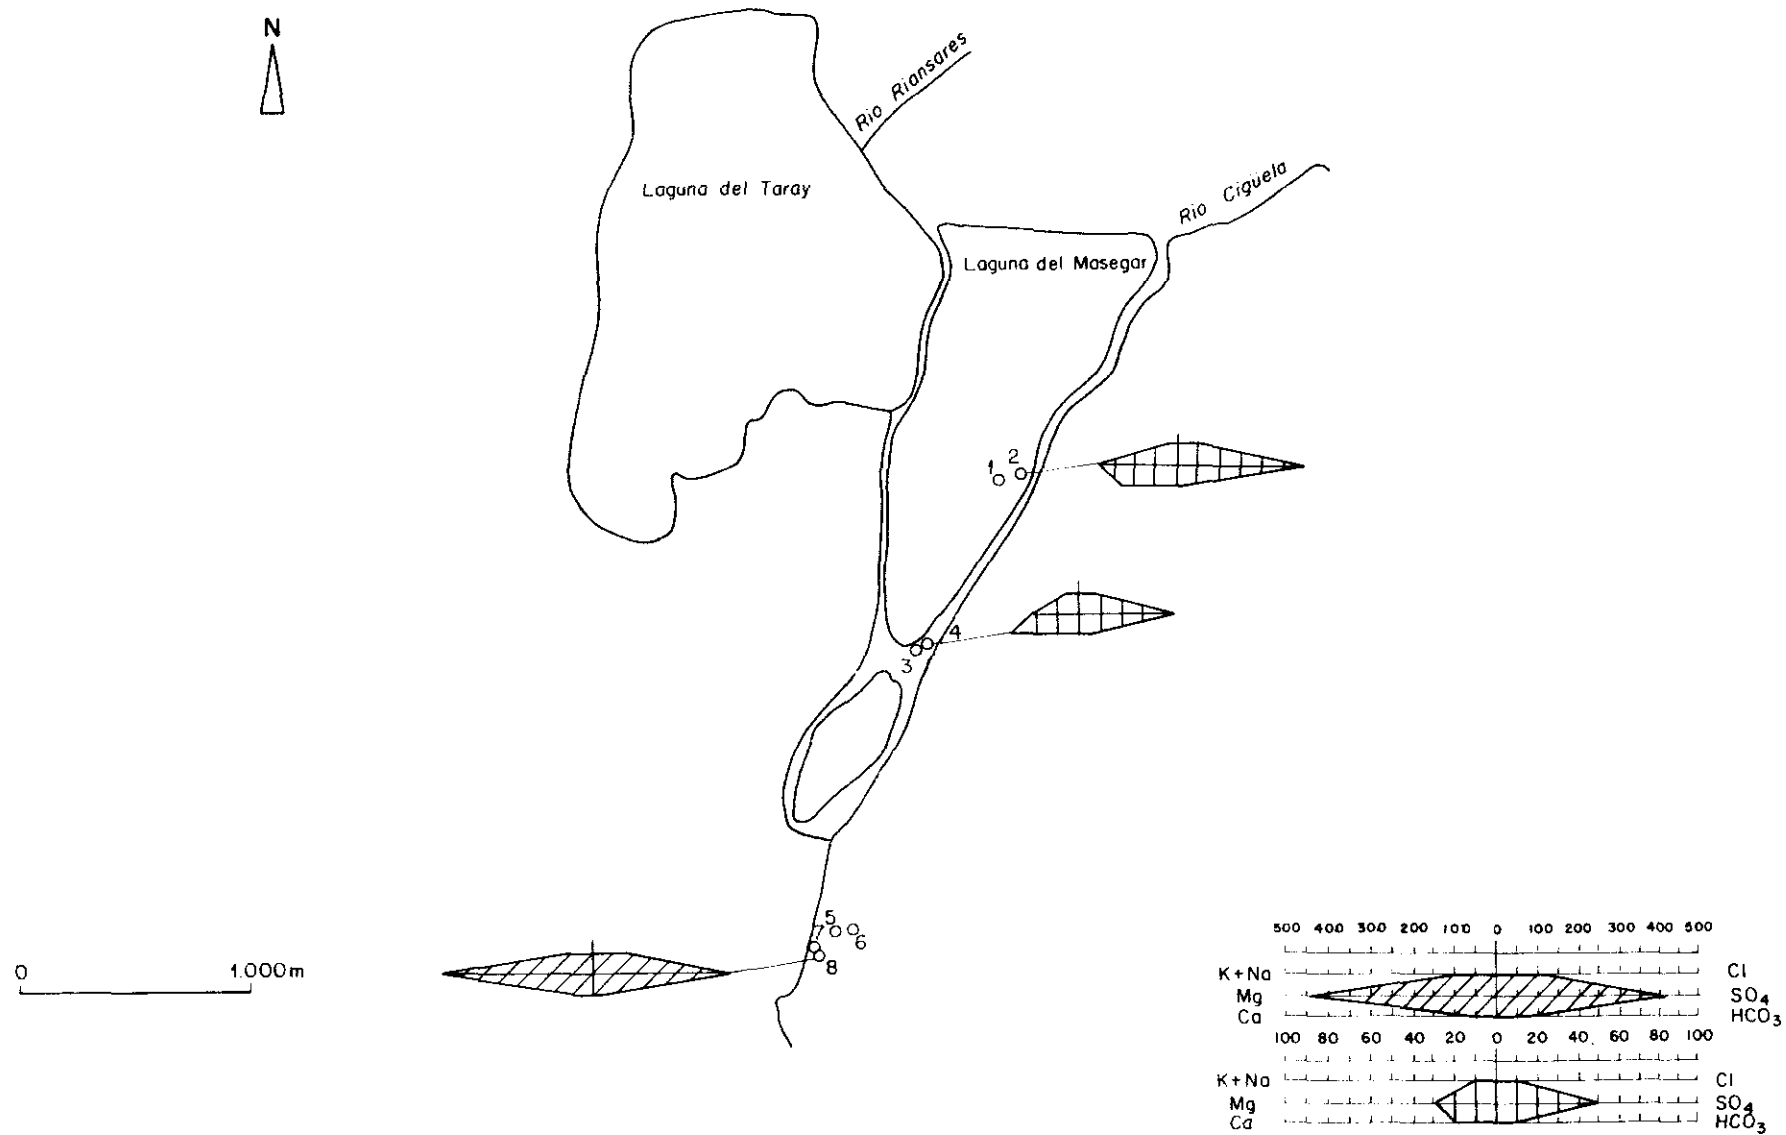 N
Rio Riansares
Laguna del Taray
Rio Cigüela
Laguna del Masegar
1
2
4
3
5
7
6
8
0
1.000 m
500 400 300 200 100 0 100 200 300 400 500
K+Na Cl
Mg SO4
Ca HCO3
100 80 60 40 20 0 20 40 60 80 100
K+Na Cl
Mg SO4
Ca HCO3